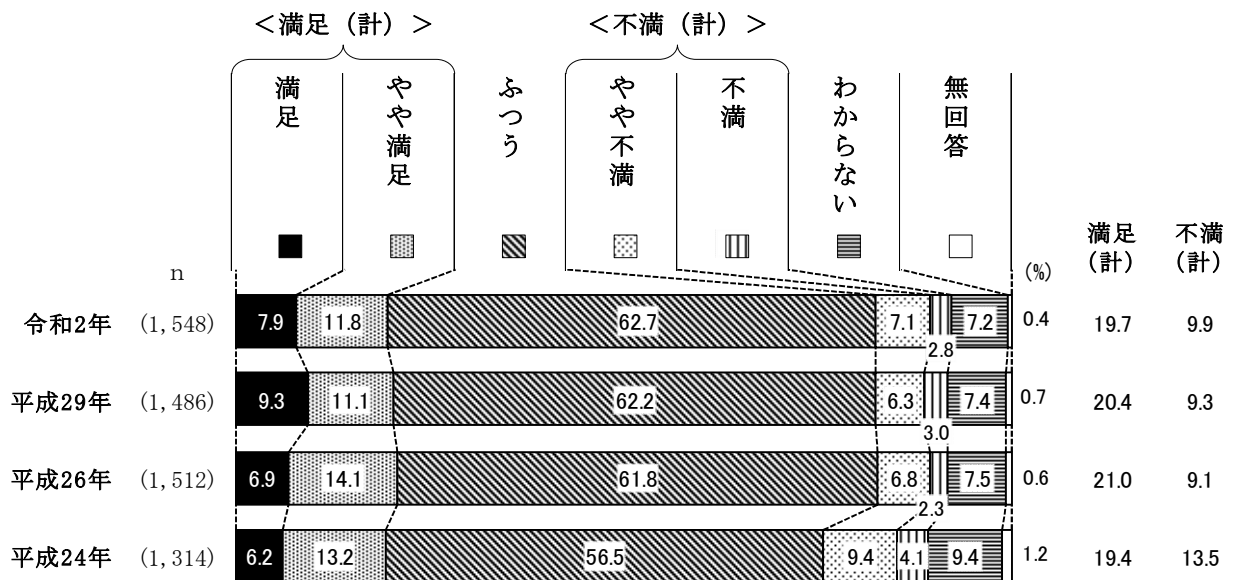 ＜満足（計）＞ ＜不満（計）＞
満足
やや満足
ふつう
やや不満
不満
わからない
無回答
満足（計）
不満（計）
n
(%)
令和2年 (1,548) 7.9 11.8 62.7 7.1 2.8 7.2 0.4 19.7 9.9
平成29年 (1,486) 9.3 11.1 62.2 6.3 3.0 7.4 0.7 20.4 9.3
平成26年 (1,512) 6.9 14.1 61.8 6.8 2.3 7.5 0.6 21.0 9.1
平成24年 (1,314) 6.2 13.2 56.5 9.4 4.1 9.4 1.2 19.4 13.5